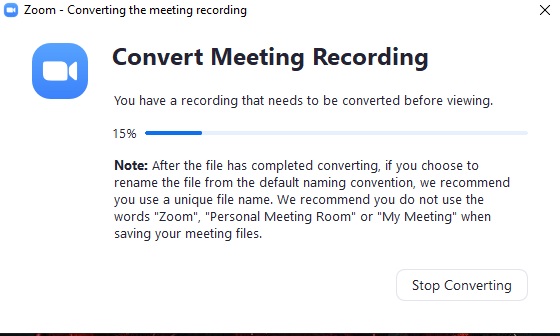 Zoom - Converting the meeting recording
Convert Meeting Recording
You have a recording that needs to be converted before viewing.
15%
Note: After the file has completed converting, if you choose to
rename the file from the default naming convention, we recommend
you use a unique file name. We recommend you do not use the
words "Zoom", "Personal Meeting Room" or "My Meeting" when
saving your meeting files.
Stop Converting